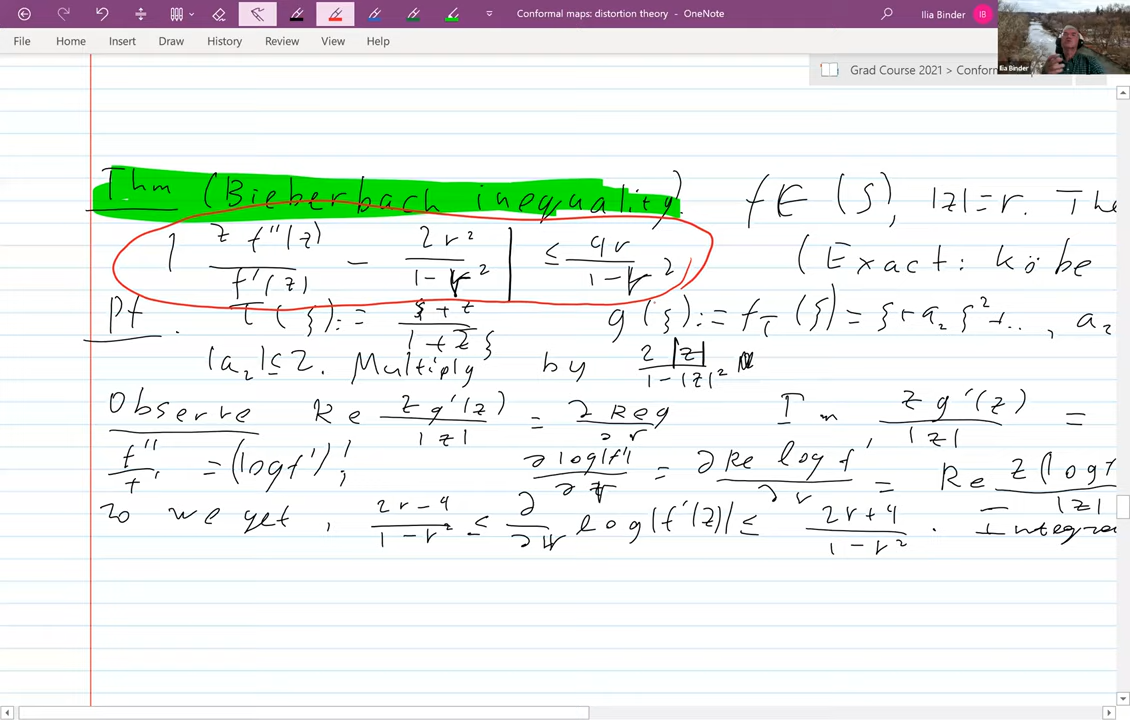 Conformal maps: distortion theory - OneNote
Ilia Binder IB
File Home Insert Draw History Review View Help
Ilia Binder
Grad Course 2021 > Conform
Thm (Bieberbach inequality). f∈(S), |z|=r. The
| z f''(z) / f'(z) − 2r² / 1−r² | ≤ 4r / 1−r²
(Exact: köbe
Pf. T(ξ):= ξ+z / 1+z̄ξ g(ξ):= f_T(ξ)=ξ+a₂ξ²+..., a₂
|a₂|≤2. Multiply by 2|z| / 1−|z|²
Observe Re z g'(z) / |z| = ∂Re g / ∂r Im z g'(z) / |z| =
f'' / f' = (log f')', ∂log|f'| / ∂r = ∂Re log f' / ∂r = Re z(log f / |z|
So we get, 2r−4 / 1−r² ≤ ∂ / ∂r log|f'(z)| ≤ 2r+4 / 1−r². Integra